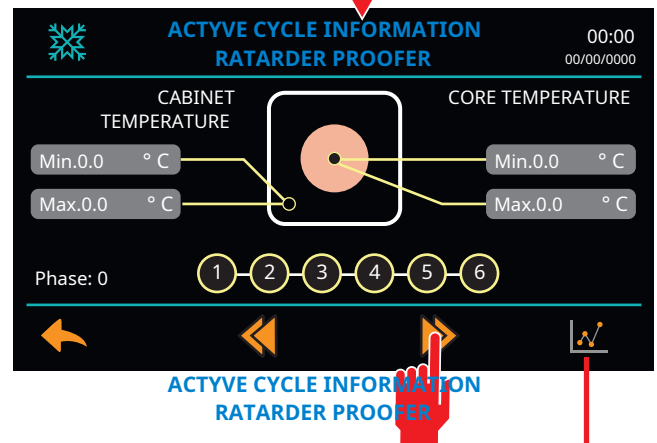 ACTYVE CYCLE INFORMATION
RATARDER PROOFER
00:00
00/00/0000
CABINET
TEMPERATURE
CORE TEMPERATURE
Min.0.0 ° C
Max.0.0 ° C
Min.0.0 ° C
Max.0.0 ° C
Phase: 0
1 2 3 4 5 6
ACTYVE CYCLE INFORMATION
RATARDER PROOFER